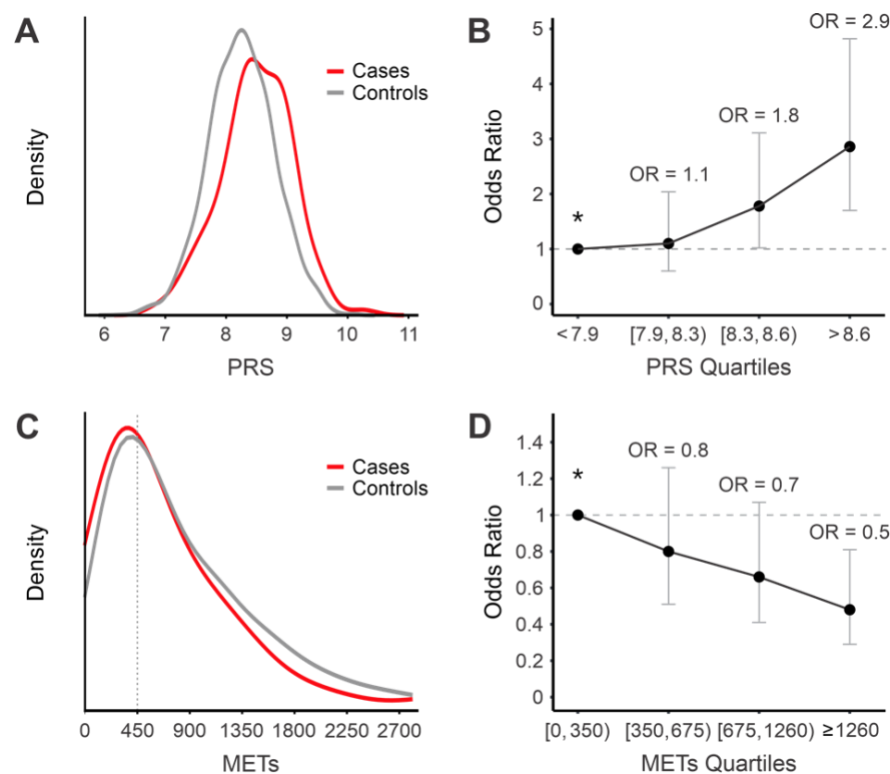 A
Density
Cases
Controls
6 7 8 9 10 11
PRS
B
Odds Ratio
5
4
3
2
1
0
*
OR = 1.1
OR = 1.8
OR = 2.9
<7.9 [7.9, 8.3) [8.3, 8.6) >8.6
PRS Quartiles
C
Density
Cases
Controls
0 450 900 1350 1800 2250 2700
METs
D
Odds Ratio
1.4
1.2
1
0.8
0.6
0.4
0.2
0
*
OR = 0.8
OR = 0.7
OR = 0.5
[0, 350) [350,675) [675,1260) ≥1260
METs Quartiles